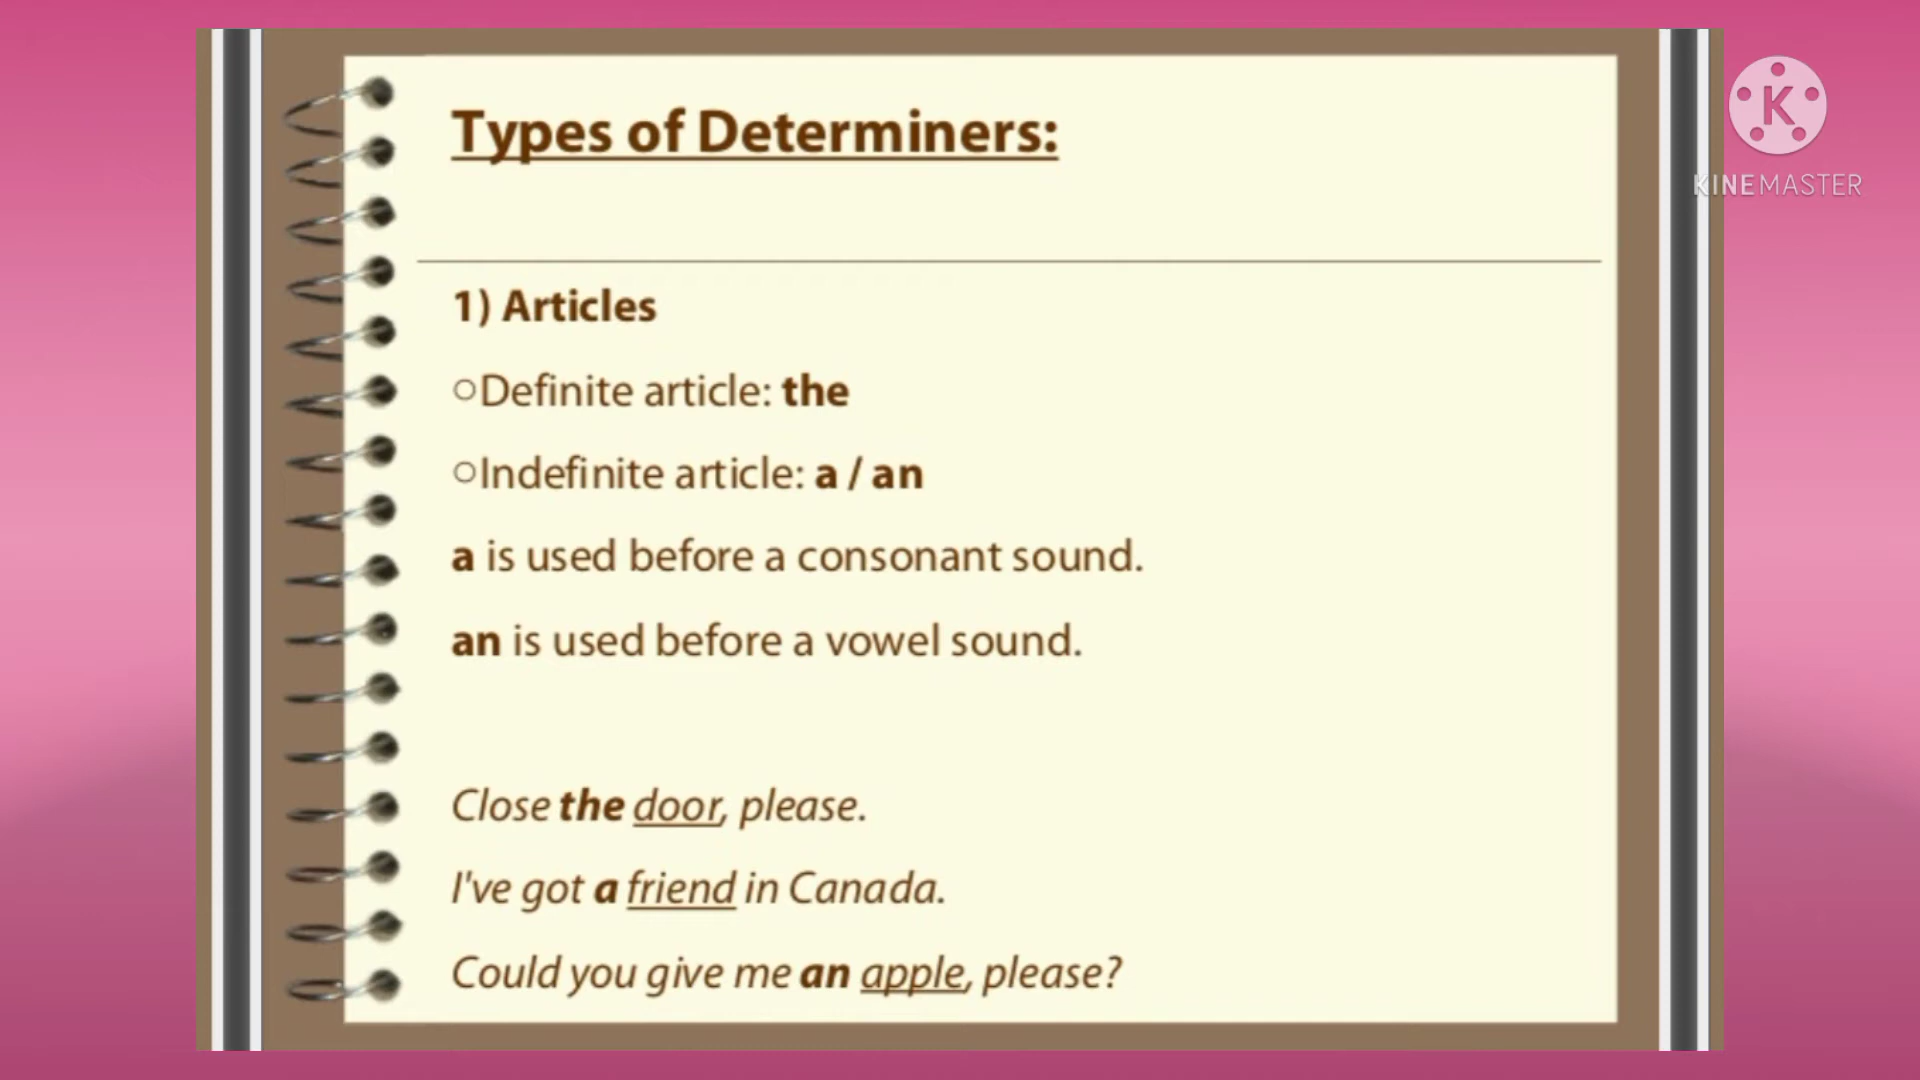 Types of Determiners:
K
KINEMASTER
1) Articles
○Definite article: the
○Indefinite article: a / an
a is used before a consonant sound.
an is used before a vowel sound.
Close the door, please.
I've got a friend in Canada.
Could you give me an apple, please?